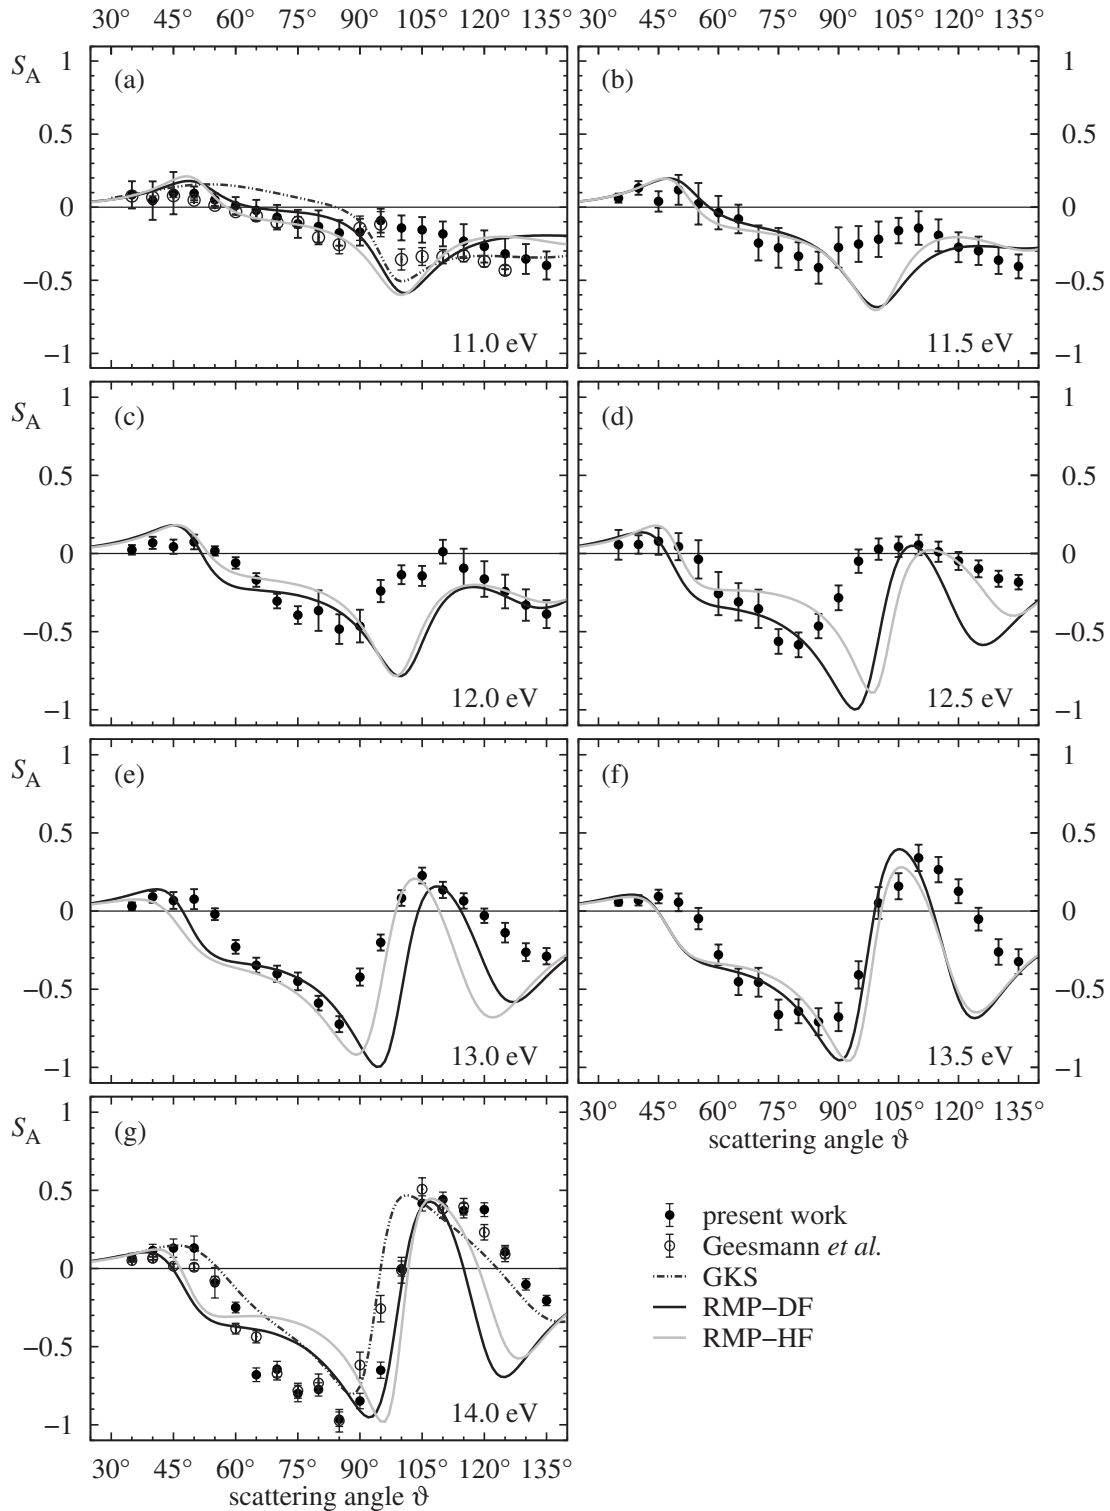 30° 45° 60° 75° 90° 105° 120° 135° 30° 45° 60° 75° 90° 105° 120° 135°
S_A 1 (a) (b) 1
0.5 0.5
0 0
−0.5 −0.5
−1 11.0 eV 11.5 eV −1
S_A 1 (c) (d) 1
0.5 0.5
0 0
−0.5 −0.5
−1 12.0 eV 12.5 eV −1
S_A 1 (e) (f) 1
0.5 0.5
0 0
−0.5 −0.5
−1 13.0 eV 13.5 eV −1
30° 45° 60° 75° 90° 105° 120° 135°
scattering angle ϑ
S_A 1 (g)
0.5
0
−0.5
−1 14.0 eV
30° 45° 60° 75° 90° 105° 120° 135°
scattering angle ϑ
present work
Geesmann et al.
GKS
RMP−DF
RMP−HF